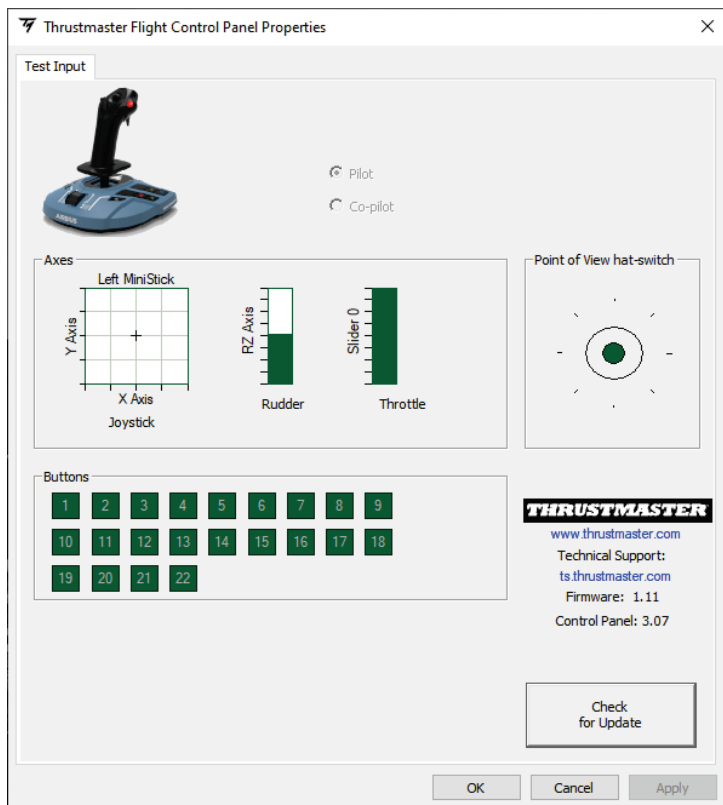 Thrustmaster Flight Control Panel Properties
Test Input
AIRBUS
Pilot
Co-pilot
Axes
Left MiniStick
Y Axis
X Axis
Joystick
RZ Axis
Rudder
Slider 0
Throttle
Point of View hat-switch
Buttons
1 2 3 4 5 6 7 8 9
10 11 12 13 14 15 16 17 18
19 20 21 22
THRUSTMASTER
www.thrustmaster.com
Technical Support:
ts.thrustmaster.com
Firmware: 1.11
Control Panel: 3.07
Check
for Update
OK Cancel Apply